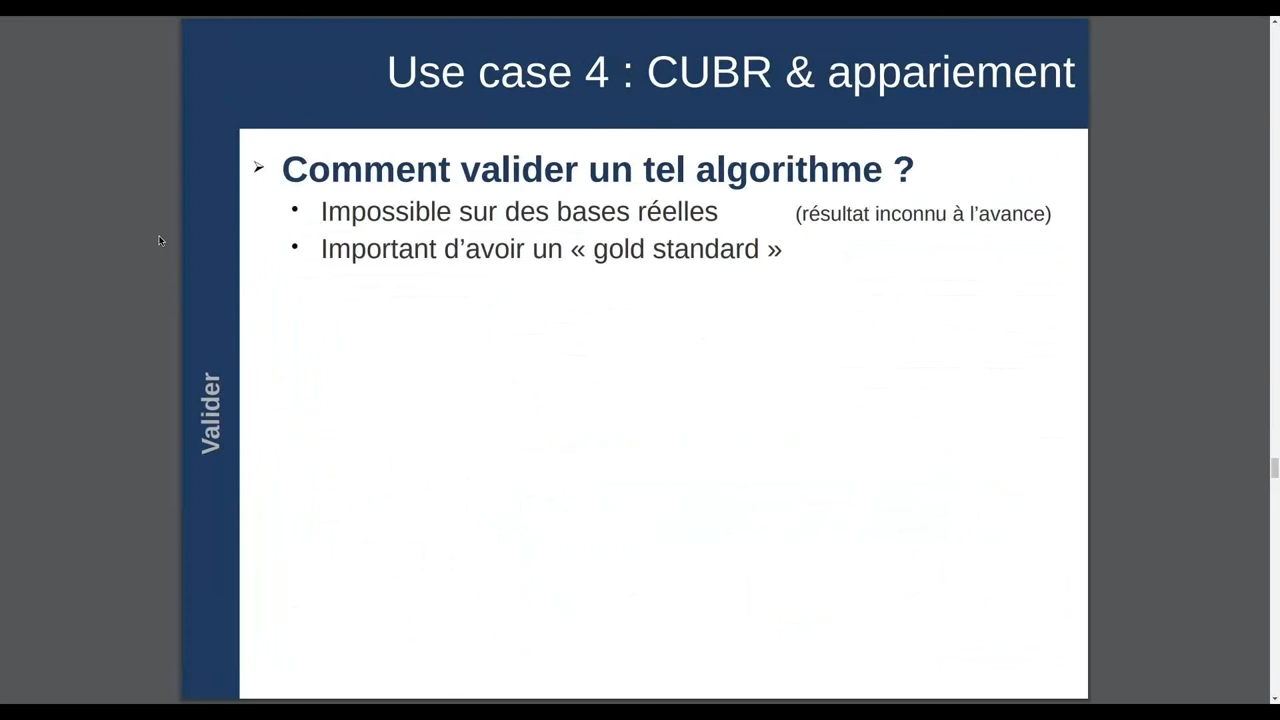 Use case 4 : CUBR & appariement
Comment valider un tel algorithme ?
Impossible sur des bases réelles (résultat inconnu à l’avance)
Important d’avoir un « gold standard »
Valider